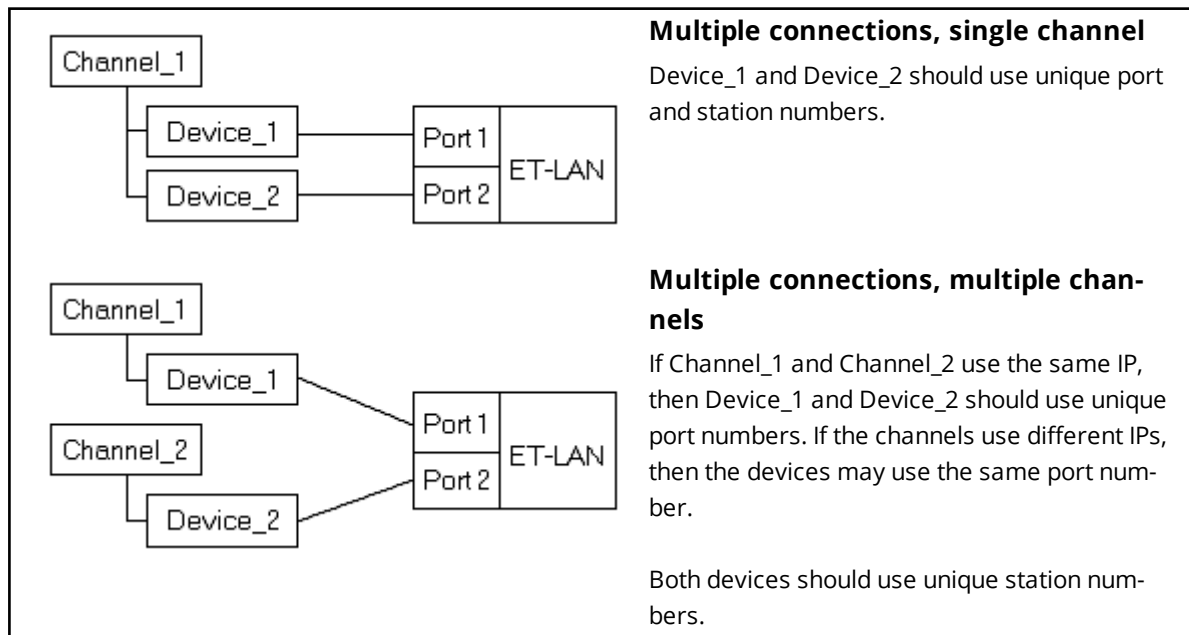 Channel_1
Device_1
Device_2
Port 1
Port 2
ET-LAN
Multiple connections, single channel
Device_1 and Device_2 should use unique port
and station numbers.
Channel_1
Device_1
Channel_2
Device_2
Port 1
Port 2
ET-LAN
Multiple connections, multiple chan-
nels
If Channel_1 and Channel_2 use the same IP,
then Device_1 and Device_2 should use unique
port numbers. If the channels use different IPs,
then the devices may use the same port num-
ber.
Both devices should use unique station num-
bers.